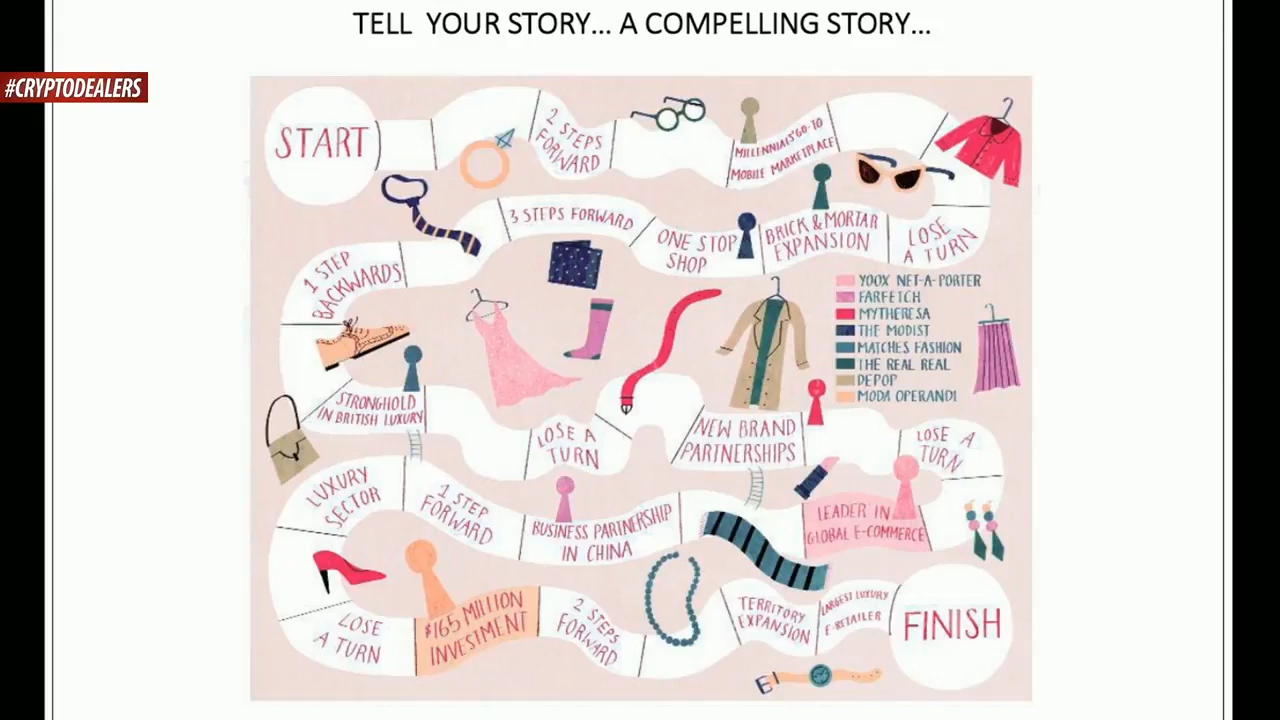 TELL YOUR STORY... A COMPELLING STORY...
#CRYPTODEALERS
START
2 STEPS
FORWARD
MILLENNIALS' GO-TO
MOBILE MARKETPLACE
LOSE
A TURN
BRICK & MORTAR
EXPANSION
ONE STOP
SHOP
3 STEPS FORWARD
1 STEP
BACKWARDS
YOOX NET-A-PORTER
FARFETCH
MYTHERESA
THE MODIST
MATCHES FASHION
THE REAL REAL
DEPOP
MODA OPERANDI
STRONGHOLD
IN BRITISH LUXURY
LOSE A
TURN
NEW BRAND
PARTNERSHIPS
LOSE A
TURN
LEADER IN
GLOBAL E-COMMERCE
BUSINESS PARTNERSHIP
IN CHINA
1 STEP
FORWARD
LUXURY
SECTOR
LOSE
A TURN
$165 MILLION
INVESTMENT
2 STEPS
FORWARD
TERRITORY
EXPANSION
LARGEST LUXURY
E-RETAILER
FINISH